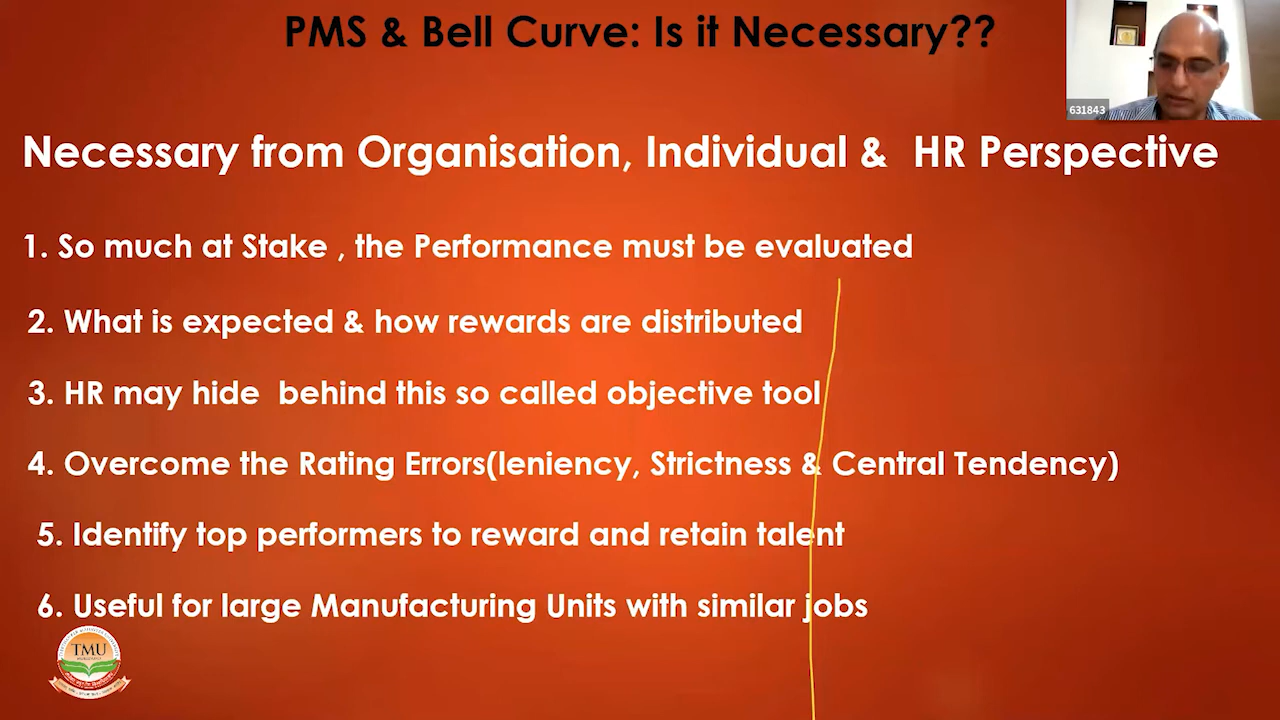 PMS & Bell Curve: Is it Necessary??
631843
Necessary from Organisation, Individual &  HR Perspective
1. So much at Stake , the Performance must be evaluated
2. What is expected & how rewards are distributed
3. HR may hide  behind this so called objective tool
4. Overcome the Rating Errors(leniency, Strictness & Central Tendency)
5. Identify top performers to reward and retain talent
6. Useful for large Manufacturing Units with similar jobs
TMU